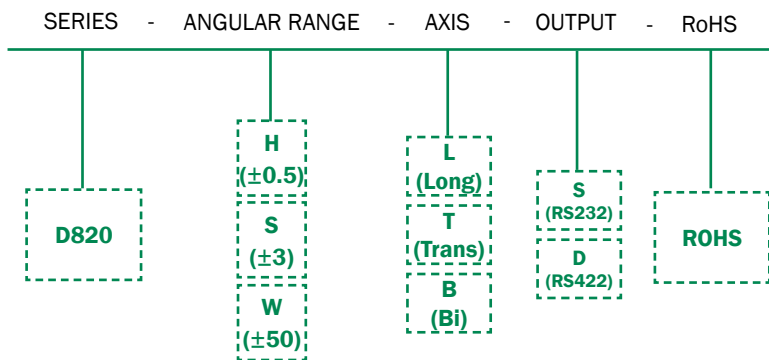 SERIES - ANGULAR RANGE - AXIS - OUTPUT - RoHS
D820
H
(±0.5)
S
(±3)
W
(±50)
L
(Long)
T
(Trans)
B
(Bi)
S
(RS232)
D
(RS422)
ROHS